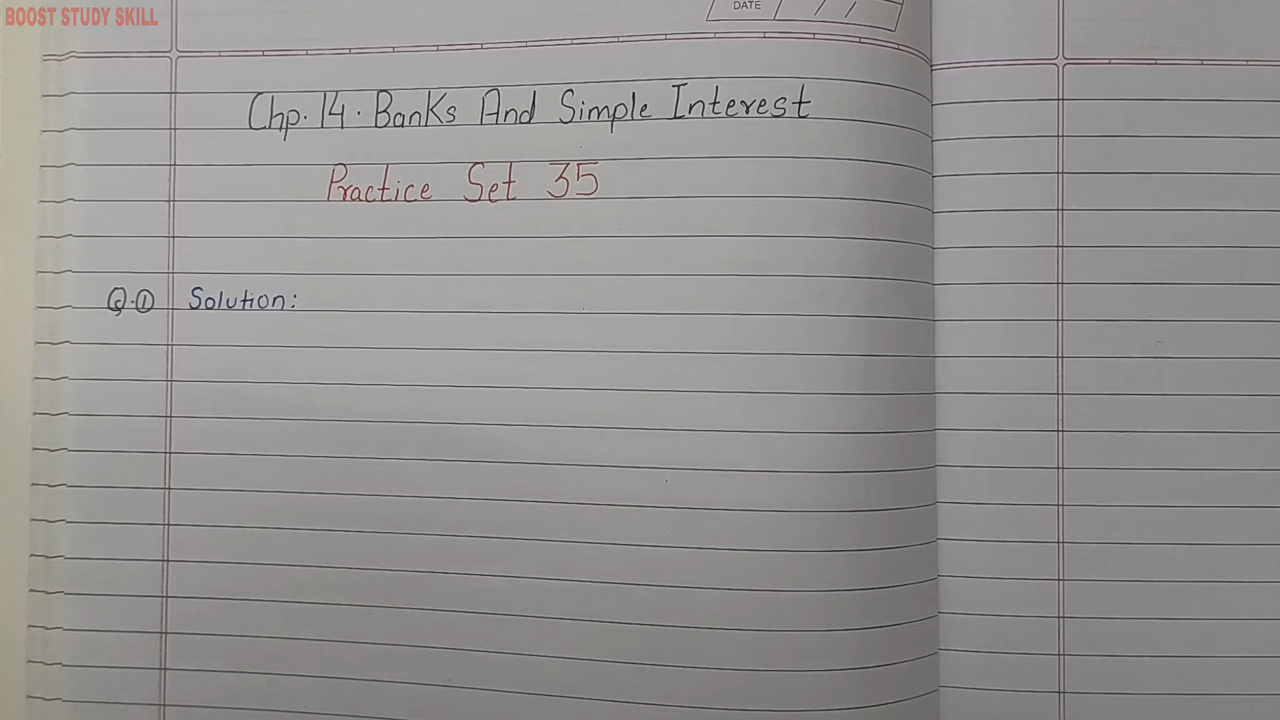 BOOST STUDY SKILL
DATE
Chp. 14. Banks And Simple Interest
Practice Set 35
Q.① Solution: